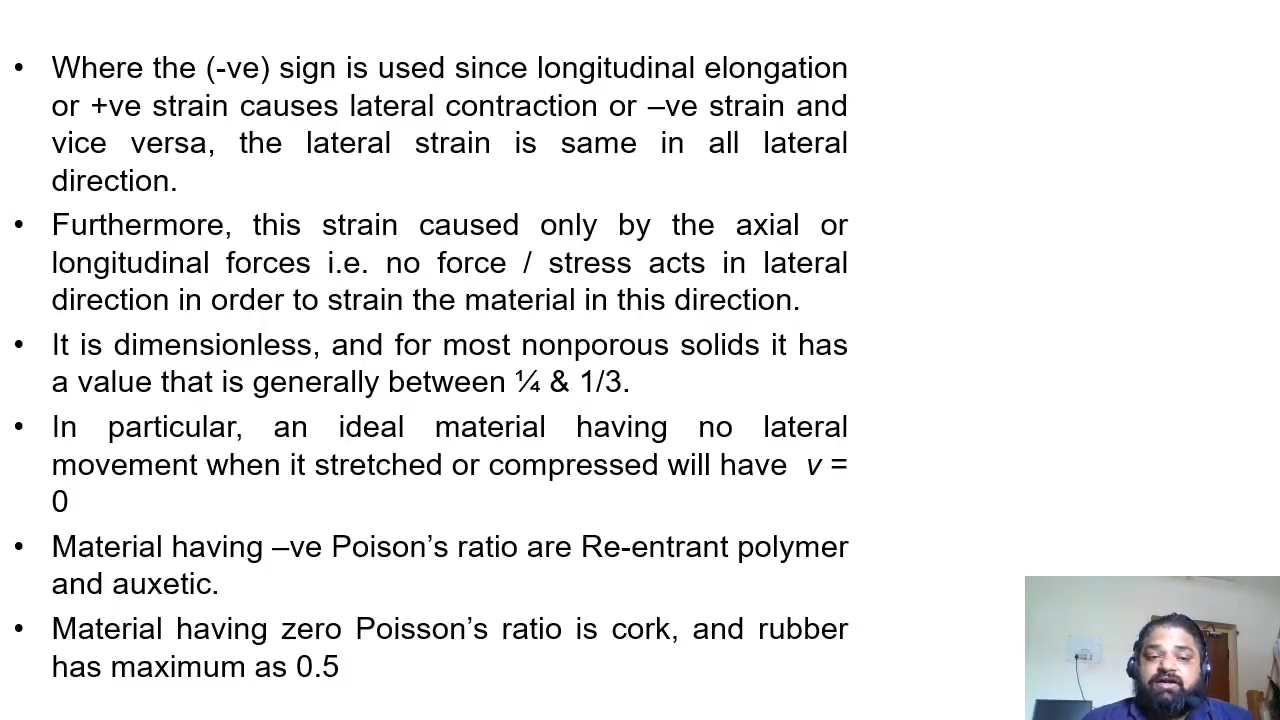 • Where the (-ve) sign is used since longitudinal elongation
or +ve strain causes lateral contraction or –ve strain and
vice versa, the lateral strain is same in all lateral
direction.
• Furthermore, this strain caused only by the axial or
longitudinal forces i.e. no force / stress acts in lateral
direction in order to strain the material in this direction.
• It is dimensionless, and for most nonporous solids it has
a value that is generally between ¼ & 1/3.
• In particular, an ideal material having no lateral
movement when it stretched or compressed will have v =
0
• Material having –ve Poison’s ratio are Re-entrant polymer
and auxetic.
• Material having zero Poisson’s ratio is cork, and rubber
has maximum as 0.5